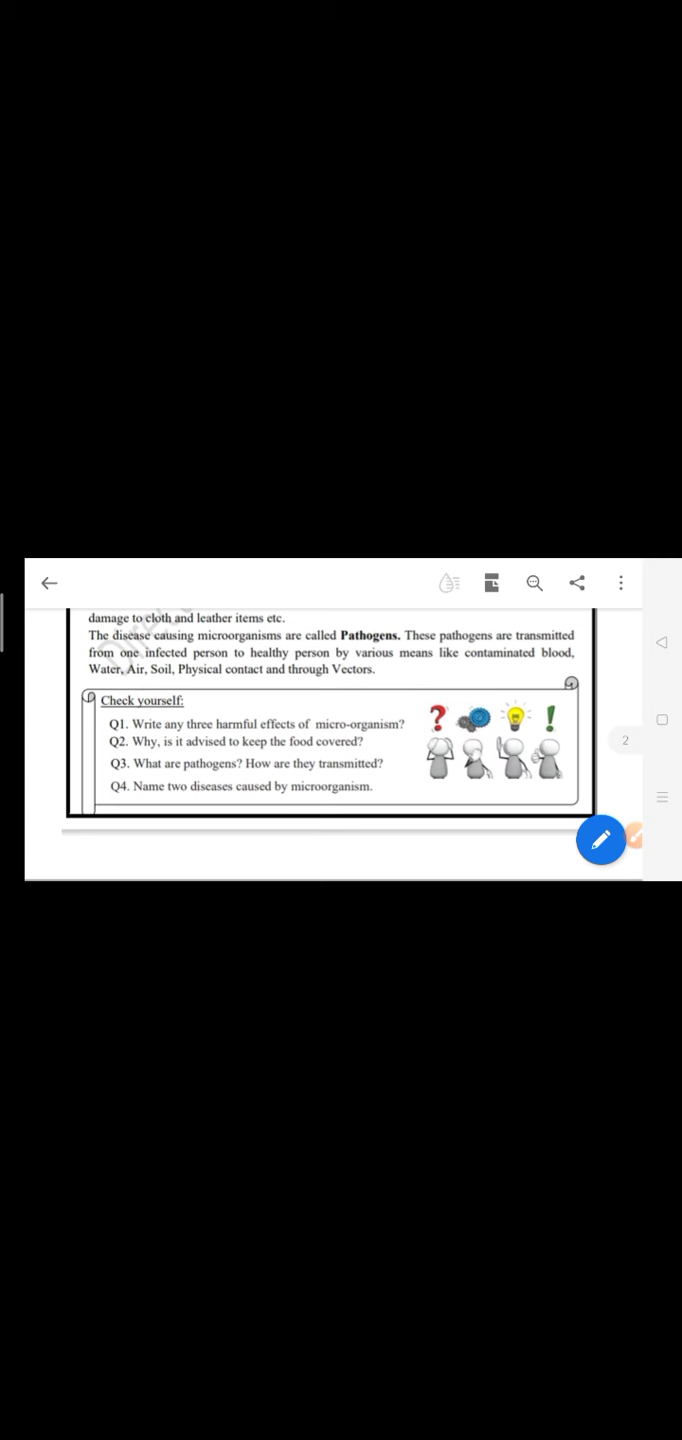 damage to cloth and leather items etc.
The disease causing microorganisms are called Pathogens. These pathogens are transmitted
from one infected person to healthy person by various means like contaminated blood,
Water, Air, Soil, Physical contact and through Vectors.
Check yourself:
Q1. Write any three harmful effects of micro-organism?
Q2. Why, is it advised to keep the food covered?
Q3. What are pathogens? How are they transmitted?
Q4. Name two diseases caused by microorganism.
2